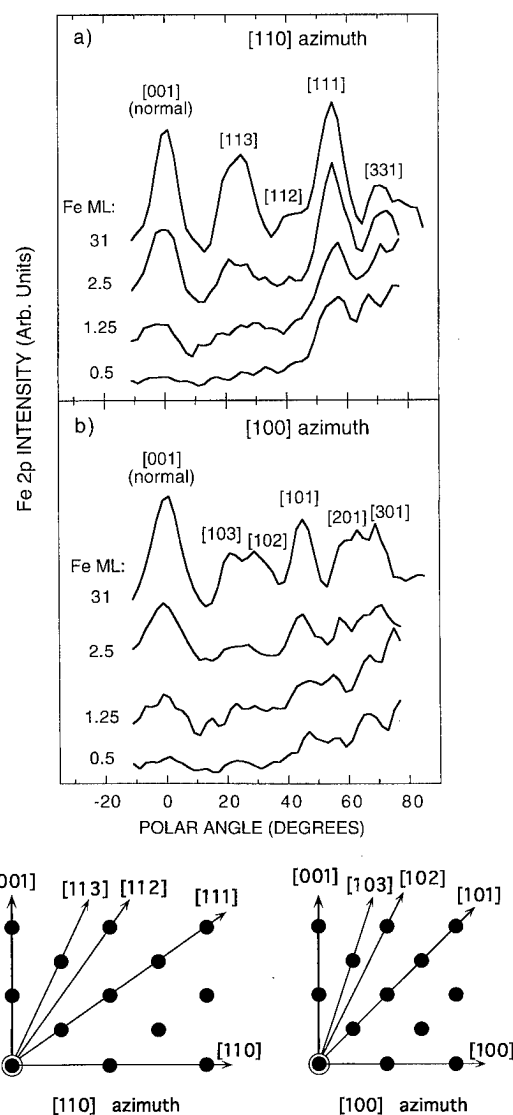 a) [110] azimuth
[001]
(normal)
[113]
[112]
[111]
[331]
Fe ML:
31
2.5
1.25
0.5
Fe 2p INTENSITY (Arb. Units)
b) [100] azimuth
[001]
(normal)
[103]
[102]
[101]
[201]
[301]
Fe ML:
31
2.5
1.25
0.5
-20 0 20 40 60 80
POLAR ANGLE (DEGREES)
001] [113] [112] [111]
[110]
[110] azimuth
[001] [103] [102] [101]
[100]
[100] azimuth